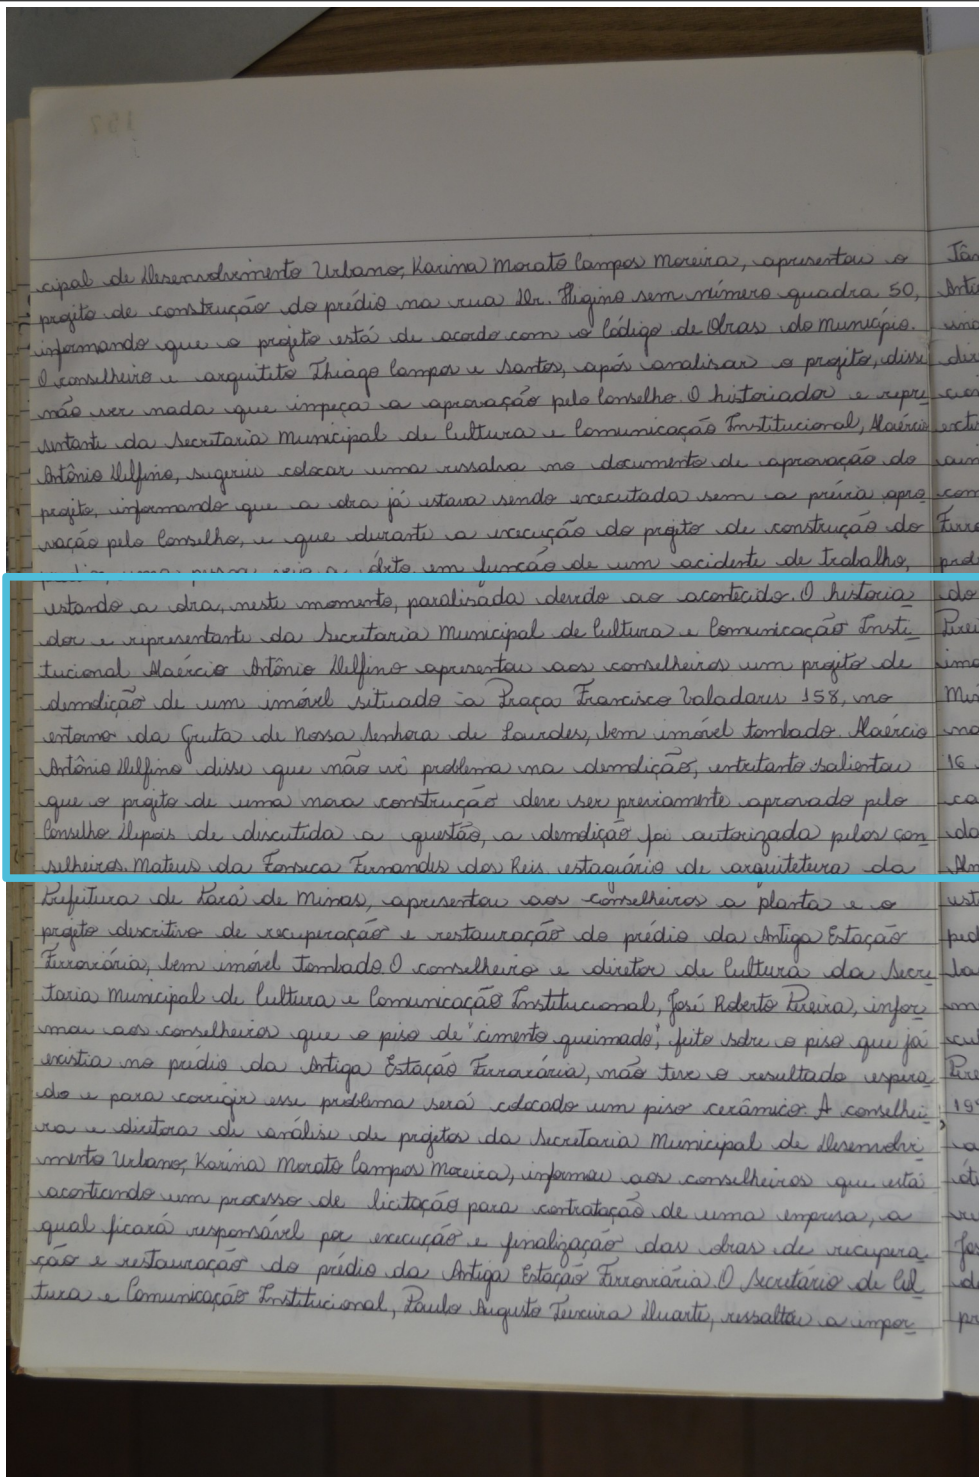 cipal de Desenvolvimento Urbano, Karina Morato Campos Moreira, apresentou o
projeto de construção do prédio na rua Dr. Higino sem número quadra 50,
informando que o projeto está de acordo com o Código de Obras do Município.
O conselheiro e arquiteto Thiago Campos e Santos, após analisar o projeto, disse
não ver nada que impeça a aprovação pelo Conselho. O historiador e repre-
sentante da Secretaria Municipal de Cultura e Comunicação Institucional, Alaércio
Antônio Delfino, sugeriu colocar uma ressalva no documento de aprovação do
projeto, informando que a obra já estava sendo executada sem a prévia apro-
vação pelo Conselho, e que durante a execução do projeto de construção do
uma pessoa veio a óbito em função de um acidente de trabalho,
estando a obra, neste momento, paralisada devido ao acontecido. O historia-
dor e representante da Secretaria Municipal de Cultura e Comunicação Insti-
tucional Alaércio Antônio Delfino apresentou aos conselheiros um projeto de
demolição de um imóvel situado à Praça Francisco Valadares 158, no
entorno da Gruta de Nossa Senhora de Lourdes, bem imóvel tombado. Alaércio
Antônio Delfino disse que não vê problema na demolição, entretanto salientou
que o projeto de uma nova construção deve ser previamente aprovado pelo
Conselho. Depois de discutida a questão, a demolição foi autorizada pelos con-
selheiros. Mateus da Fonseca Fernandes dos Reis, estagiário de arquitetura da
Prefeitura de Pará de Minas, apresentou aos conselheiros a planta e o
projeto discritivo de recuperação e restauração do prédio da Antiga Estação
Ferroviária, bem imóvel tombado. O conselheiro e diretor de Cultura da Secre-
taria Municipal de Cultura e Comunicação Institucional, José Roberto Pereira, infor-
mou aos conselheiros que o piso de "cimento queimado", feito sobre o piso que já
existia no prédio da Antiga Estação Ferroviária, não teve o resultado espera-
do e para corrigir esse problema será colocado um piso cerâmico. A conselhei-
ra e diretora de análise de projetos da Secretaria Municipal de Desenvolvi-
mento Urbano, Karina Morato Campos Moreira, informou aos conselheiros que está
acontecendo um processo de licitação para contratação de uma empresa, a
qual ficará responsável por execução e finalização das obras de recupera-
ção e restauração do prédio da Antiga Estação Ferroviária. O Secretário de Cul-
tura e Comunicação Institucional, Paulo Augusto Teixeira Duarte, ressaltou a impor-